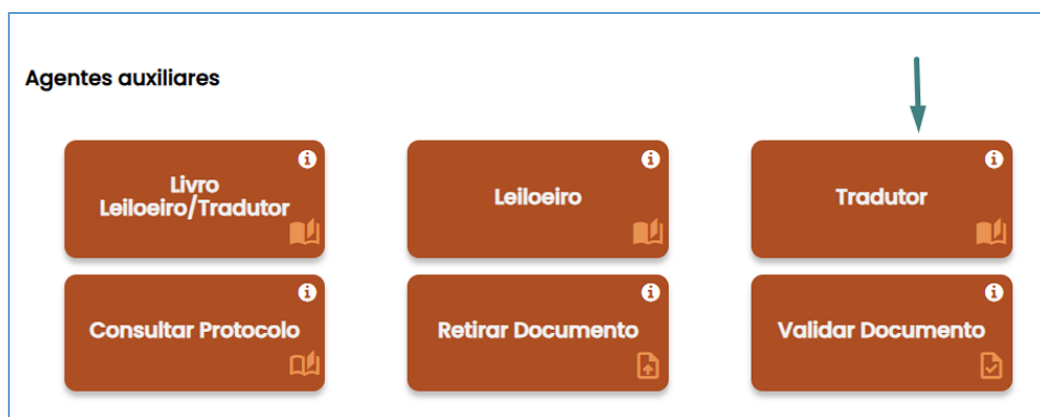 Agentes auxiliares
Livro
Leiloeiro/Tradutor
Leiloeiro
Tradutor
Consultar Protocolo
Retirar Documento
Validar Documento